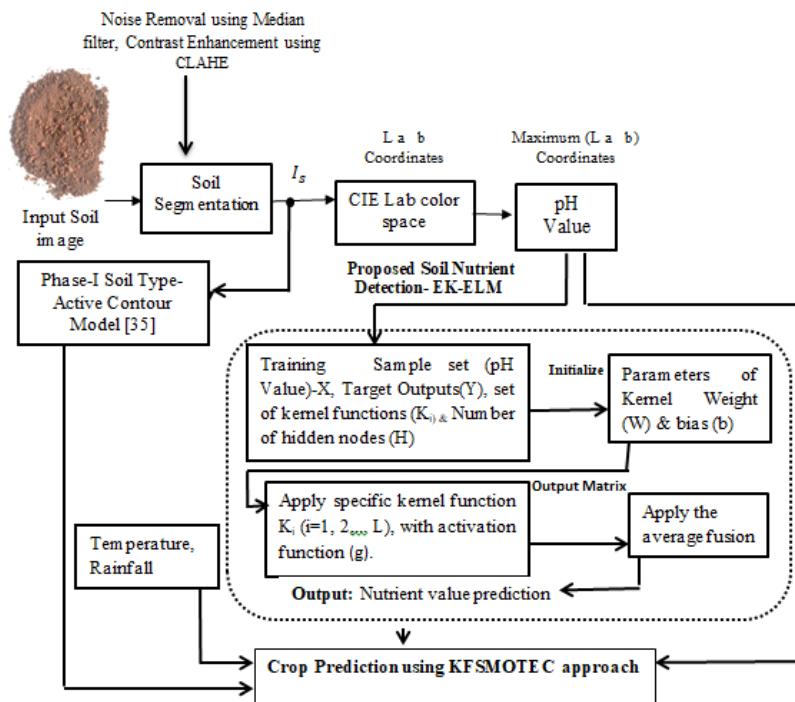 Noise Removal using Median
filter, Contrast Enhancement using
CLAHE
L a b
Coordinates
Maximum (L a b)
Coordinates
Input Soil
image
Soil
Segmentation
I_s
CIE Lab color
space
pH
Value
Phase-I Soil Type-
Active Contour
Model [35]
Proposed Soil Nutrient
Detection- EK-ELM
Training Sample set (pH
Value)-X, Target Outputs(Y), set
of kernel functions (K_i) & Number
of hidden nodes (H)
Initialize
Parameters of
Kernel Weight
(W) & bias (b)
Output Matrix
Apply specific kernel function
K_i (i=1, 2,..., L), with activation
function (g).
Apply the
average fusion
Output: Nutrient value prediction
Temperature,
Rainfall
Crop Prediction using KFSMOTEC approach